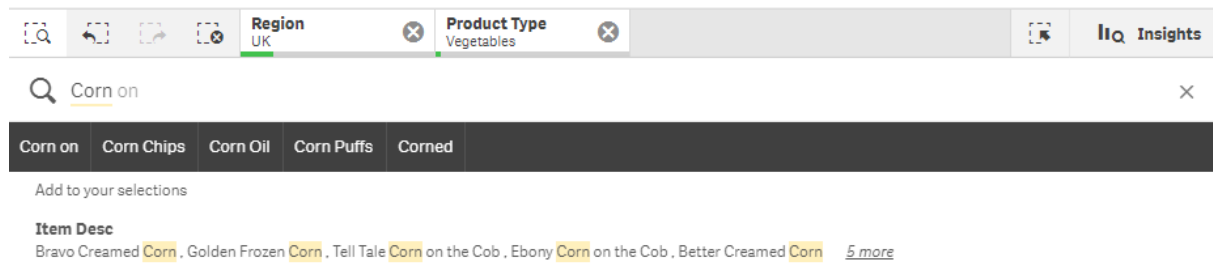 Region
UK
Product Type
Vegetables
Insights
Corn on
Corn on Corn Chips Corn Oil Corn Puffs Corned
Add to your selections
Item Desc
Bravo Creamed Corn , Golden Frozen Corn , Tell Tale Corn on the Cob , Ebony Corn on the Cob , Better Creamed Corn 5 more